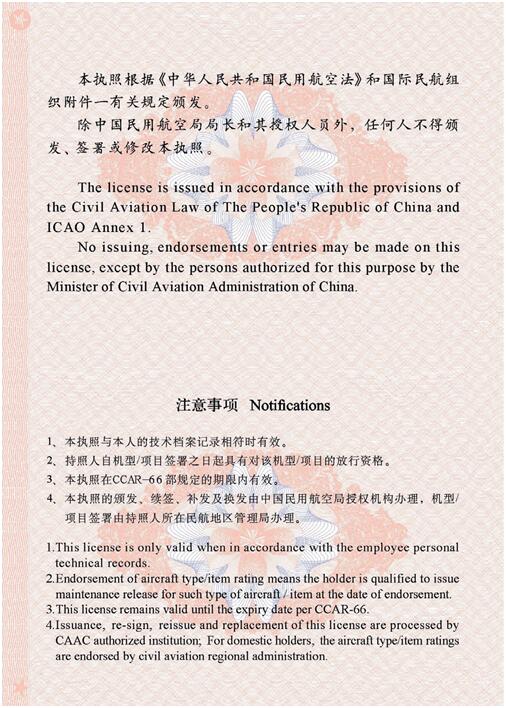 本执照根据《中华人民共和国民用航空法》和国际民航组
织附件一有关规定颁发。
除中国民用航空局局长和其授权人员外，任何人不得颁
发、签署或修改本执照。
The license is issued in accordance with the provisions of
the Civil Aviation Law of The People's Republic of China and
ICAO Annex 1.
No issuing, endorsements or entries may be made on this
license, except by the persons authorized for this purpose by the
Minister of Civil Aviation Administration of China.
注意事项 Notifications
1、本执照与本人的技术档案记录相符时有效。
2、持照人自机型/项目签署之日起具有对该机型/项目的放行资格。
3、本执照在CCAR-66部规定的期限内有效。
4、本执照的颁发、续签、补发及换发由中国民用航空局授权机构办理，机型/
项目签署由持照人所在民航地区管理局办理。
1.This license is only valid when in accordance with the employee personal
technical records.
2.Endorsement of aircraft type/item rating means the holder is qualified to issue
maintenance release for such type of aircraft / item at the date of endorsement.
3.This license remains valid until the expiry date per CCAR-66.
4.Issuance, re-sign, reissue and replacement of this license are processed by
CAAC authorized institution; For domestic holders, the aircraft type/item ratings
are endorsed by civil aviation regional administration.